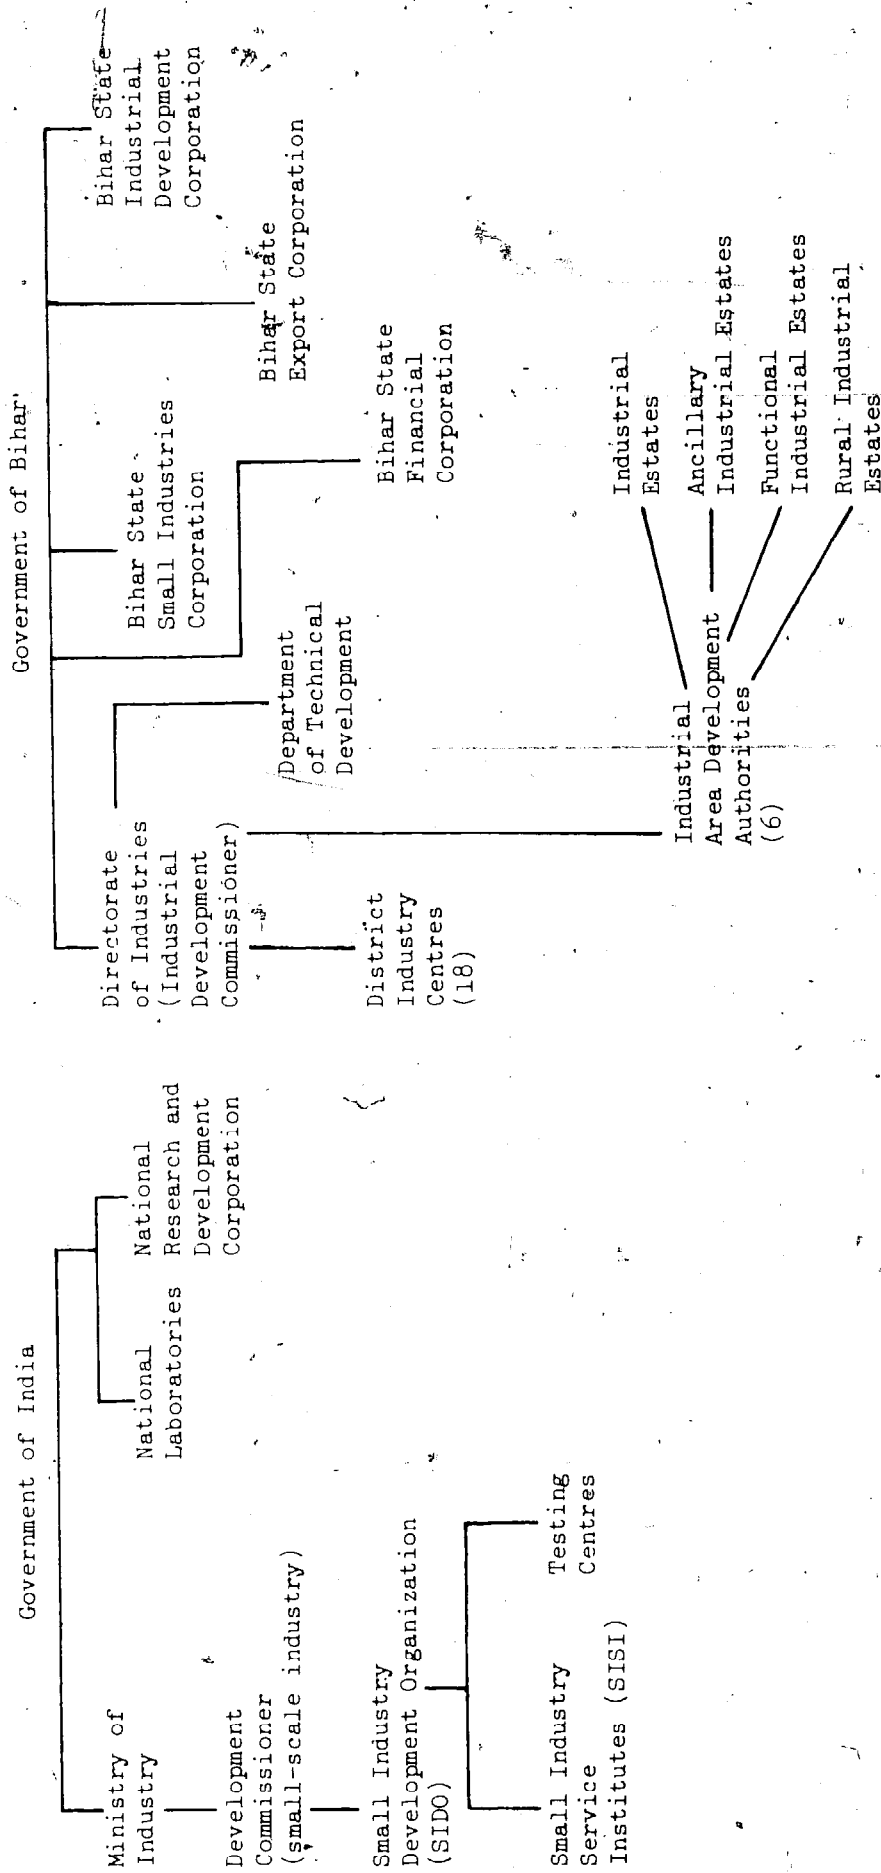 Government of India
Ministry of
Industry
Development
Commissioner
(small-scale industry)
Small Industry
Development Organization
(SIDO)
Small Industry
Service
Institutes (SISI)
Testing
Centres
National
Laboratories
National
Research and
Development
Corporation
Government of Bihar
Directorate
of Industries
(Industrial
Development
Commissioner)
District
Industry
Centres
(18)
Department
of Technical
Development
Industrial
Area Development
Authorities
(6)
Industrial
Estates
Ancillary
Industrial Estates
Functional
Industrial Estates
Rural Industrial
Estates
Bihar State
Small Industries
Corporation
Bihar State
Financial
Corporation
Bihar State
Export Corporation
Bihar State
Industrial
Development
Corporation